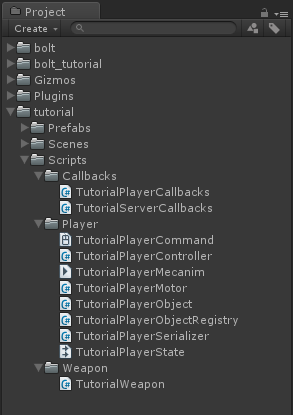 Project
Create
bolt
bolt_tutorial
Gizmos
Plugins
tutorial
Prefabs
Scenes
Scripts
Callbacks
TutorialPlayerCallbacks
TutorialServerCallbacks
Player
TutorialPlayerCommand
TutorialPlayerController
TutorialPlayerMecanim
TutorialPlayerMotor
TutorialPlayerObject
TutorialPlayerObjectRegistry
TutorialPlayerSerializer
TutorialPlayerState
Weapon
TutorialWeapon